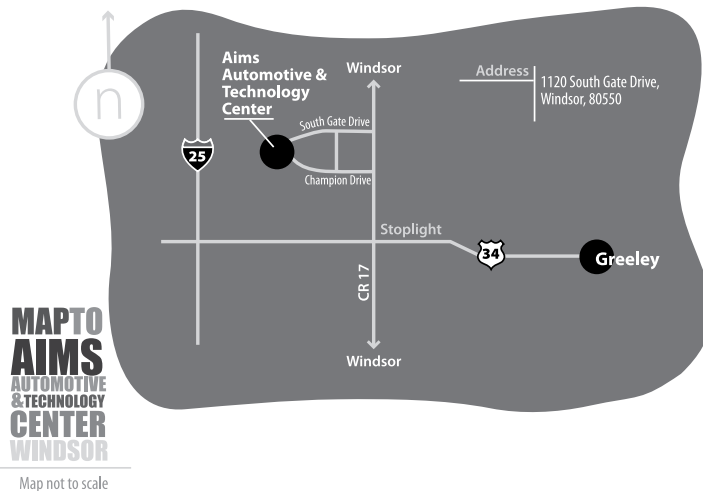 n
Aims
Automotive &
Technology
Center
Windsor
Address
1120 South Gate Drive,
Windsor, 80550
South Gate Drive
25
Champion Drive
Stoplight
34
Greeley
CR 17
Windsor
MAPTO
AIMS
AUTOMOTIVE
&TECHNOLOGY
CENTER
WINDSOR
Map not to scale